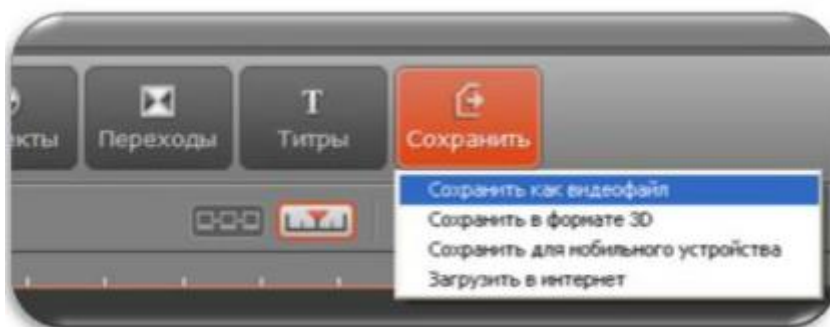 екты
Переходы
Титры
Сохранить
Сохранить как видеофайл
Сохранить в формате 3D
Сохранить для мобильного устройства
Загрузить в интернет